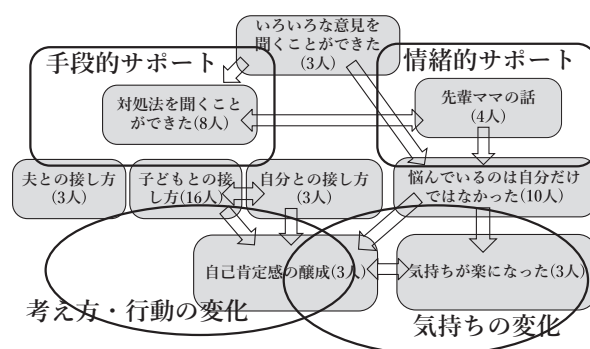 いろいろな意見を
聞くことができた
(3人)
手段的サポート
情緒的サポート
対処法を聞くこと
ができた(8人)
先輩ママの話
(4人)
夫との接し方
(3人)
子どもとの接
し方(16人)
自分との接し方
(3人)
悩んでいるのは自分だけ
ではなかった(10人)
自己肯定感の醸成(3人)
気持ちが楽になった(3人)
考え方・行動の変化
気持ちの変化